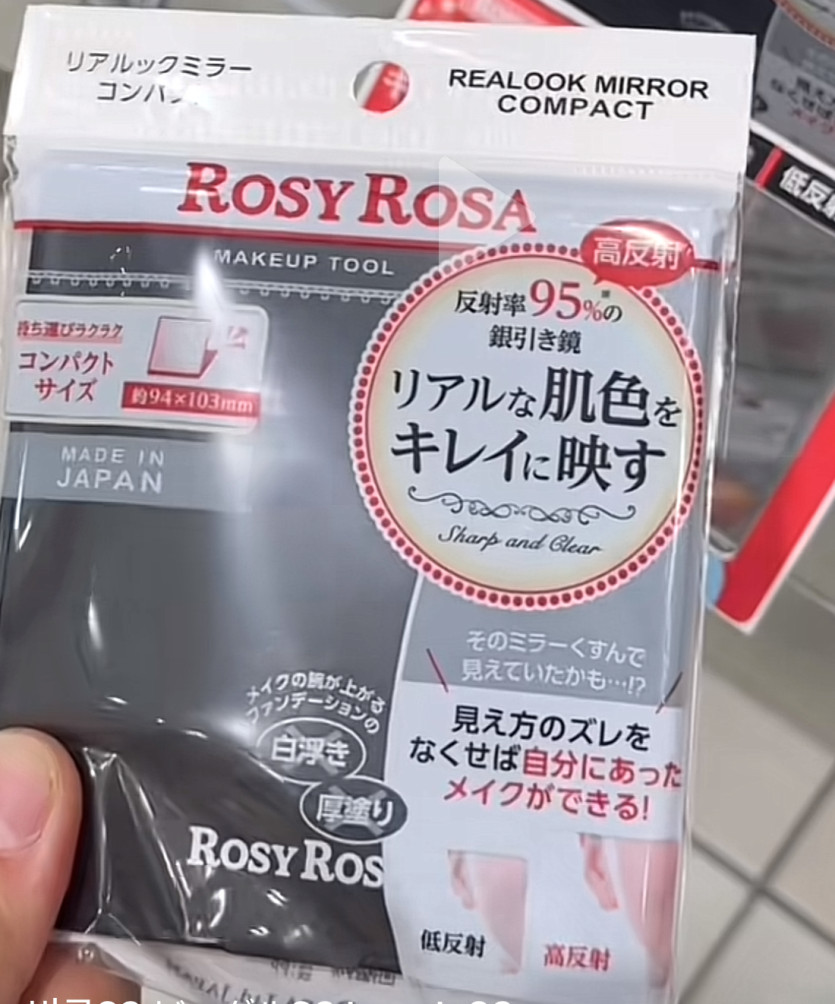 リアルックミラー
コンパク
REALOOK MIRROR
COMPACT
ROSY ROSA
MAKEUP TOOL
高反射
反射率95%※の
銀引き鏡
リアルな肌色を
キレイに映す
Sharp and Clear
持ち運びラクラク
コンパクト
サイズ
約94×103mm
MADE IN
JAPAN
そのミラーくすんで
見えていたかも…!?
見え方のズレを
なくせば自分にあった
メイクができる!
メイクの腕が上がる
ファンデーションの
白浮き
厚塗り
ROSY ROS
低反射
高反射
低反射